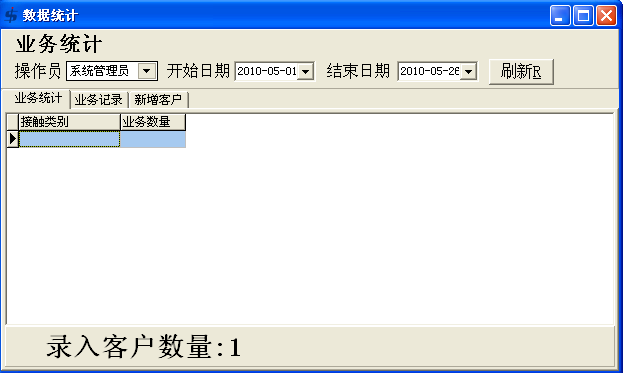 数据统计
业务统计
操作员 系统管理员 开始日期 2010-05-01 结束日期 2010-05-26 刷新R
业务统计 业务记录 新增客户
接触类别 业务数量
录入客户数量:1